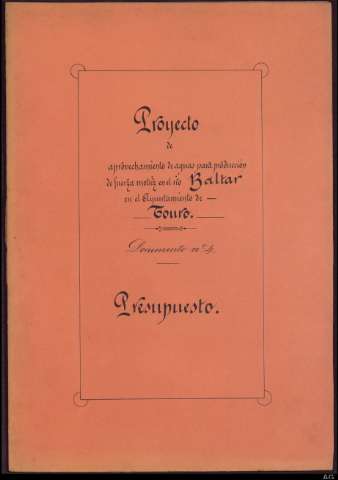 Proyecto
de
aprovechamiento de aguas para producción
de fuerza motriz en el río Baltar
en el Ayuntamiento de —
Touro.
Documento nº 4
Presupuesto.